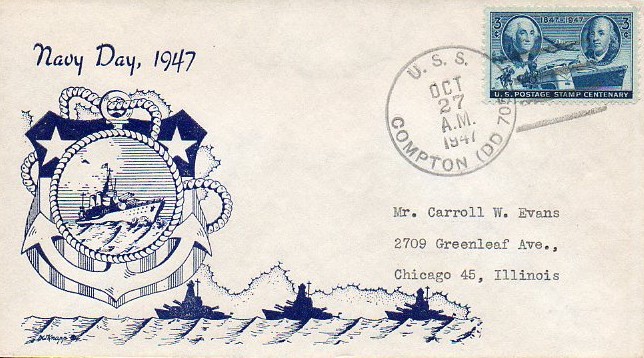 Navy Day, 1947
3¢ 1847-1947 3¢
U.S. POSTAGE STAMP CENTENARY
U. S. S.
OCT
27
A.M.
1947
COMPTON (DD 705)
Mr. Carroll W. Evans
2709 Greenleaf Ave.,
Chicago 45, Illinois